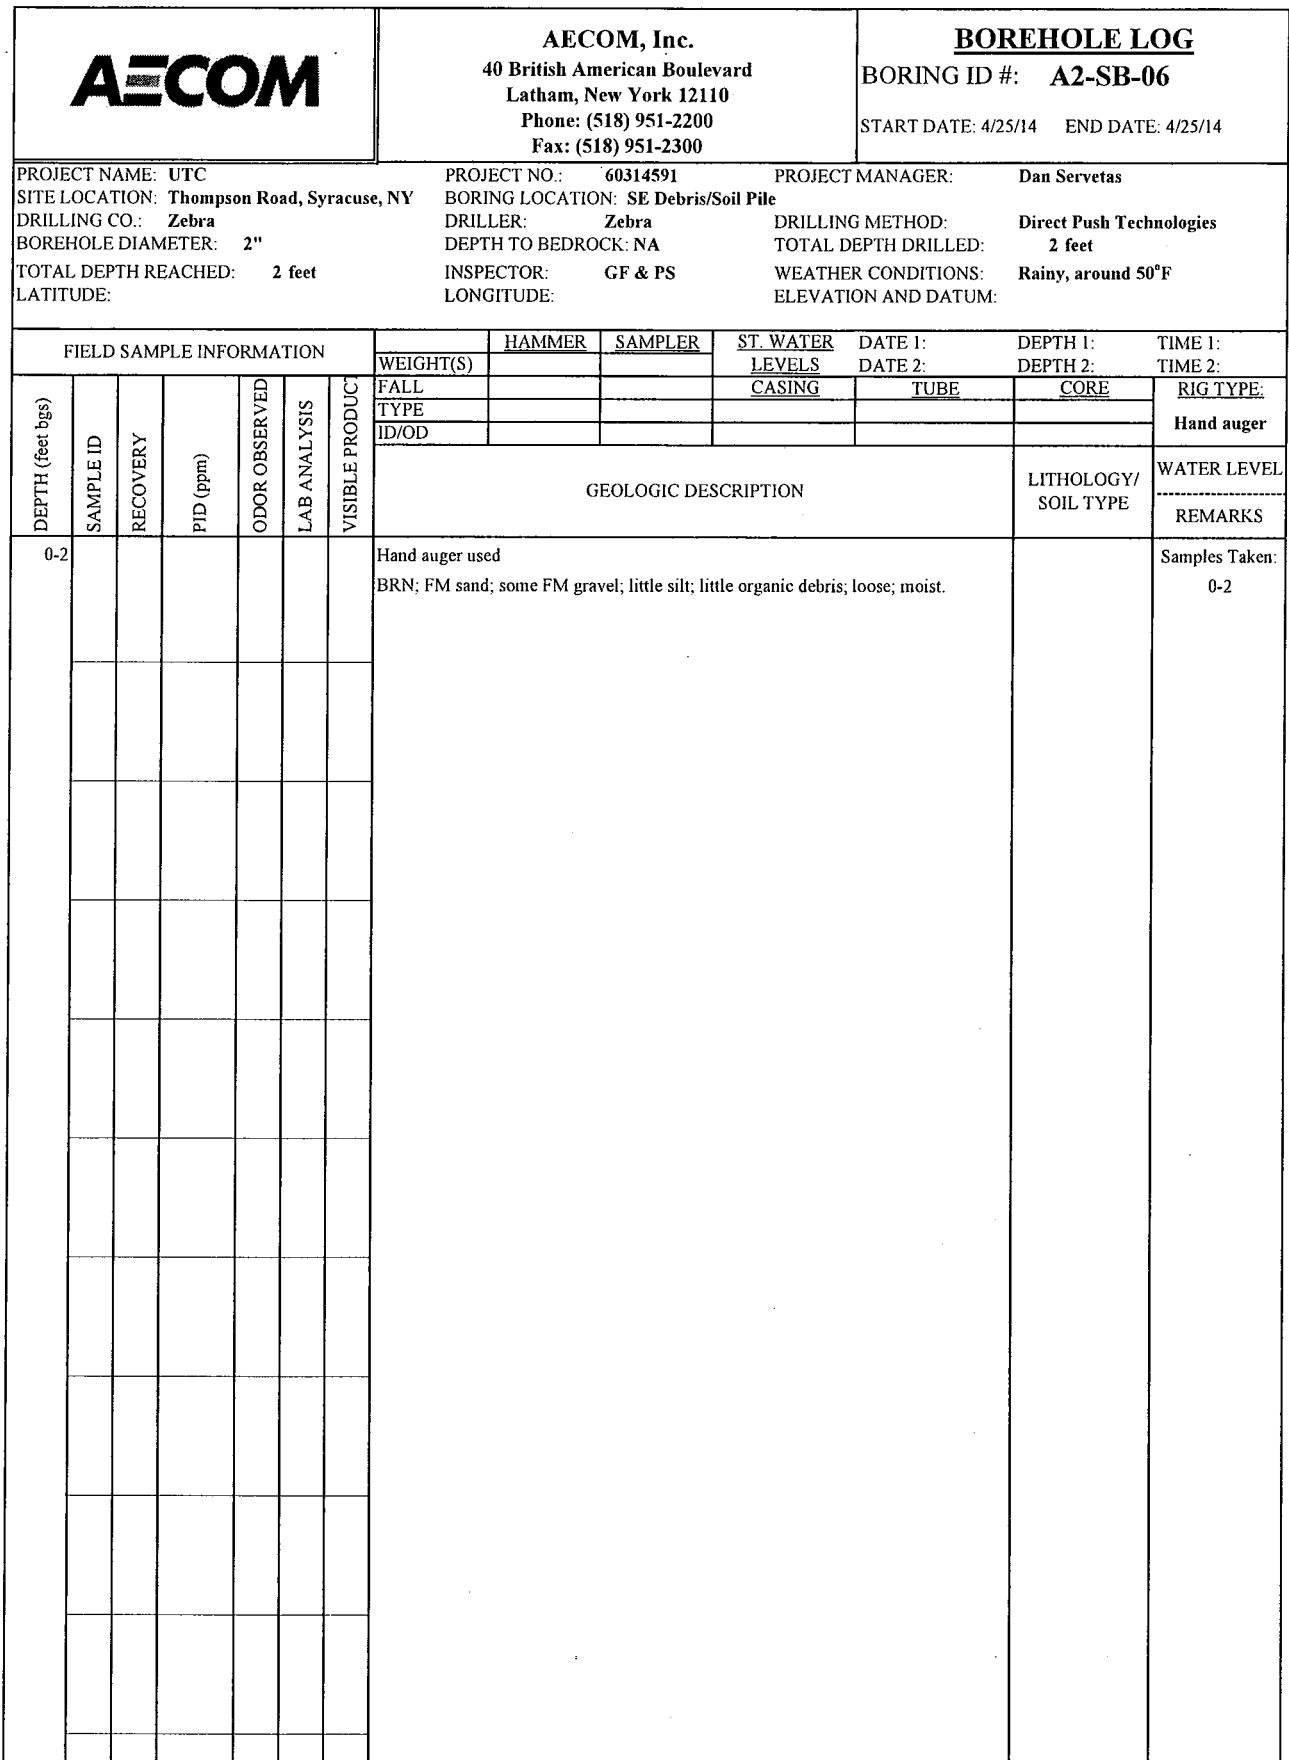 AECOM
AECOM, Inc.
40 British American Boulevard
Latham, New York 12110
Phone: (518) 951-2200
Fax: (518) 951-2300
BOREHOLE LOG
BORING ID #: A2-SB-06
START DATE: 4/25/14 END DATE: 4/25/14
PROJECT NAME: UTC PROJECT NO.: 60314591 PROJECT MANAGER: Dan Servetas
SITE LOCATION: Thompson Road, Syracuse, NY BORING LOCATION: SE Debris/Soil Pile
DRILLING CO.: Zebra DRILLER: Zebra DRILLING METHOD: Direct Push Technologies
BOREHOLE DIAMETER: 2" DEPTH TO BEDROCK: NA TOTAL DEPTH DRILLED: 2 feet
TOTAL DEPTH REACHED: 2 feet INSPECTOR: GF & PS WEATHER CONDITIONS: Rainy, around 50°F
LATITUDE: LONGITUDE: ELEVATION AND DATUM:
FIELD SAMPLE INFORMATION
HAMMER SAMPLER ST. WATER DATE 1: DEPTH 1: TIME 1:
WEIGHT(S) LEVELS DATE 2: DEPTH 2: TIME 2:
FALL CASING TUBE CORE RIG TYPE:
TYPE
Hand auger
ID/OD
DEPTH (feet bgs)
SAMPLE ID
RECOVERY
PID (ppm)
ODOR OBSERVED
LAB ANALYSIS
VISIBLE PRODUCT
GEOLOGIC DESCRIPTION
LITHOLOGY/
SOIL TYPE
WATER LEVEL
REMARKS
0-2 Hand auger used Samples Taken:
BRN; FM sand; some FM gravel; little silt; little organic debris; loose; moist. 0-2